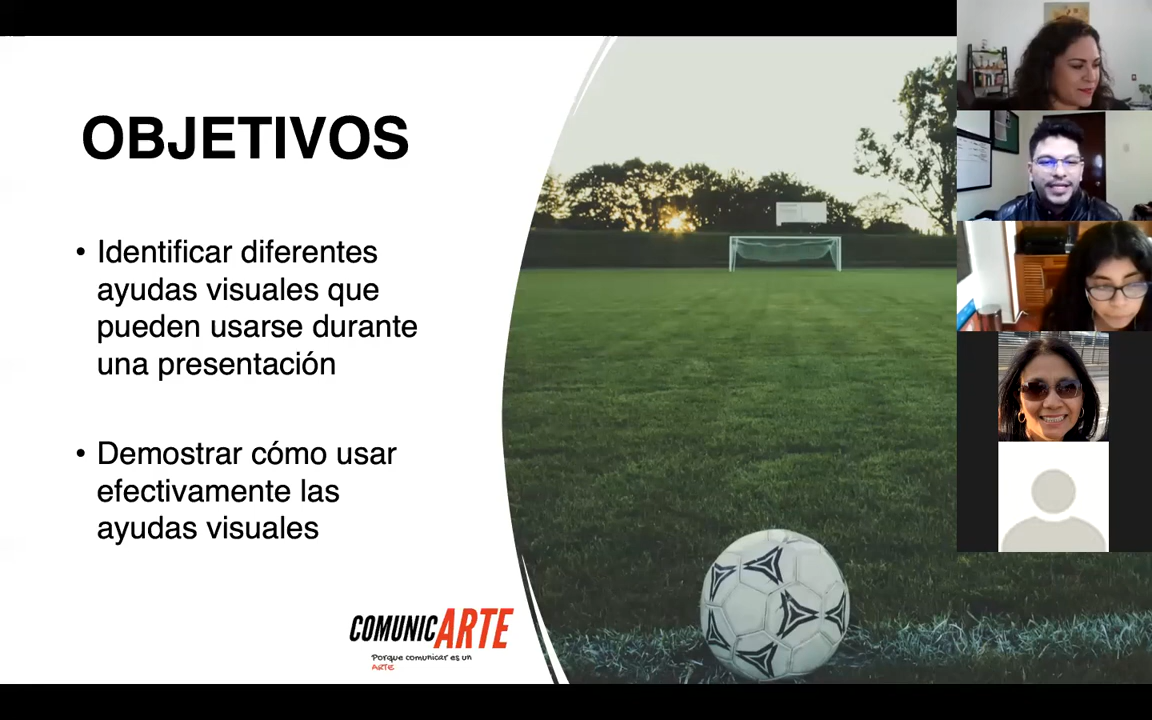 OBJETIVOS
• Identificar diferentes
ayudas visuales que
pueden usarse durante
una presentación
• Demostrar cómo usar
efectivamente las
ayudas visuales
COMUNICARTE
Porque comunicar es un
ARTE